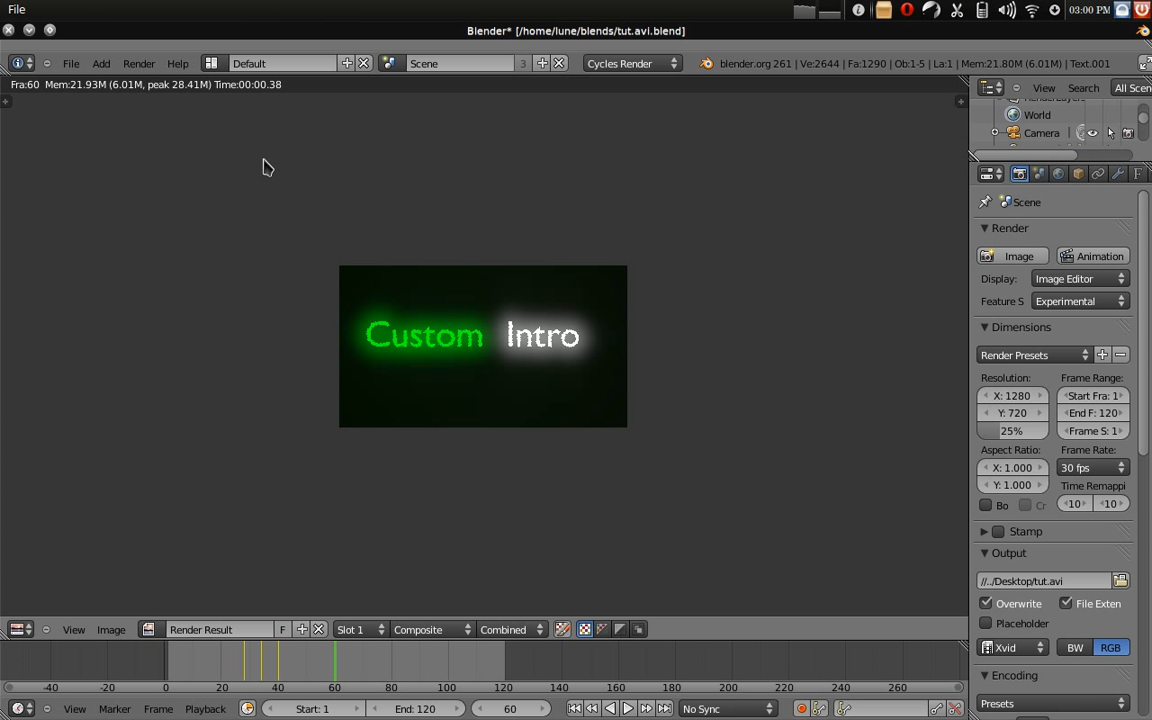 File
03:00 PM
Blender* [/home/lune/blends/tut.avi.blend]
File Add Render Help Default Scene 3 Cycles Render blender.org 261 | Ve:2644 | Fa:1290 | Ob:1-5 | La:1 | Mem:21.80M (6.01M) | Text.001
Fra:60 Mem:21.93M (6.01M, peak 28.41M) Time:00:00.38
View Search All Scen
World
Camera
Scene
Render
Image Animation
Display: Image Editor
Feature S Experimental
Dimensions
Render Presets
Resolution: Frame Range:
X: 1280 Start Fra: 1
Y: 720 End F: 120
25% Frame S: 1
Aspect Ratio: Frame Rate:
X: 1.000 30 fps
Y: 1.000 Time Remappi
Bo Cr 10 10
Stamp
Output
//../Desktop/tut.avi
Overwrite File Exten
Placeholder
Xvid BW RGB
Encoding
Presets
Custom Intro
View Image Render Result F Slot 1 Composite Combined
-40 -20 0 20 40 60 80 100 120 140 160 180 200 220 240 260
View Marker Frame Playback Start: 1 End: 120 60 No Sync